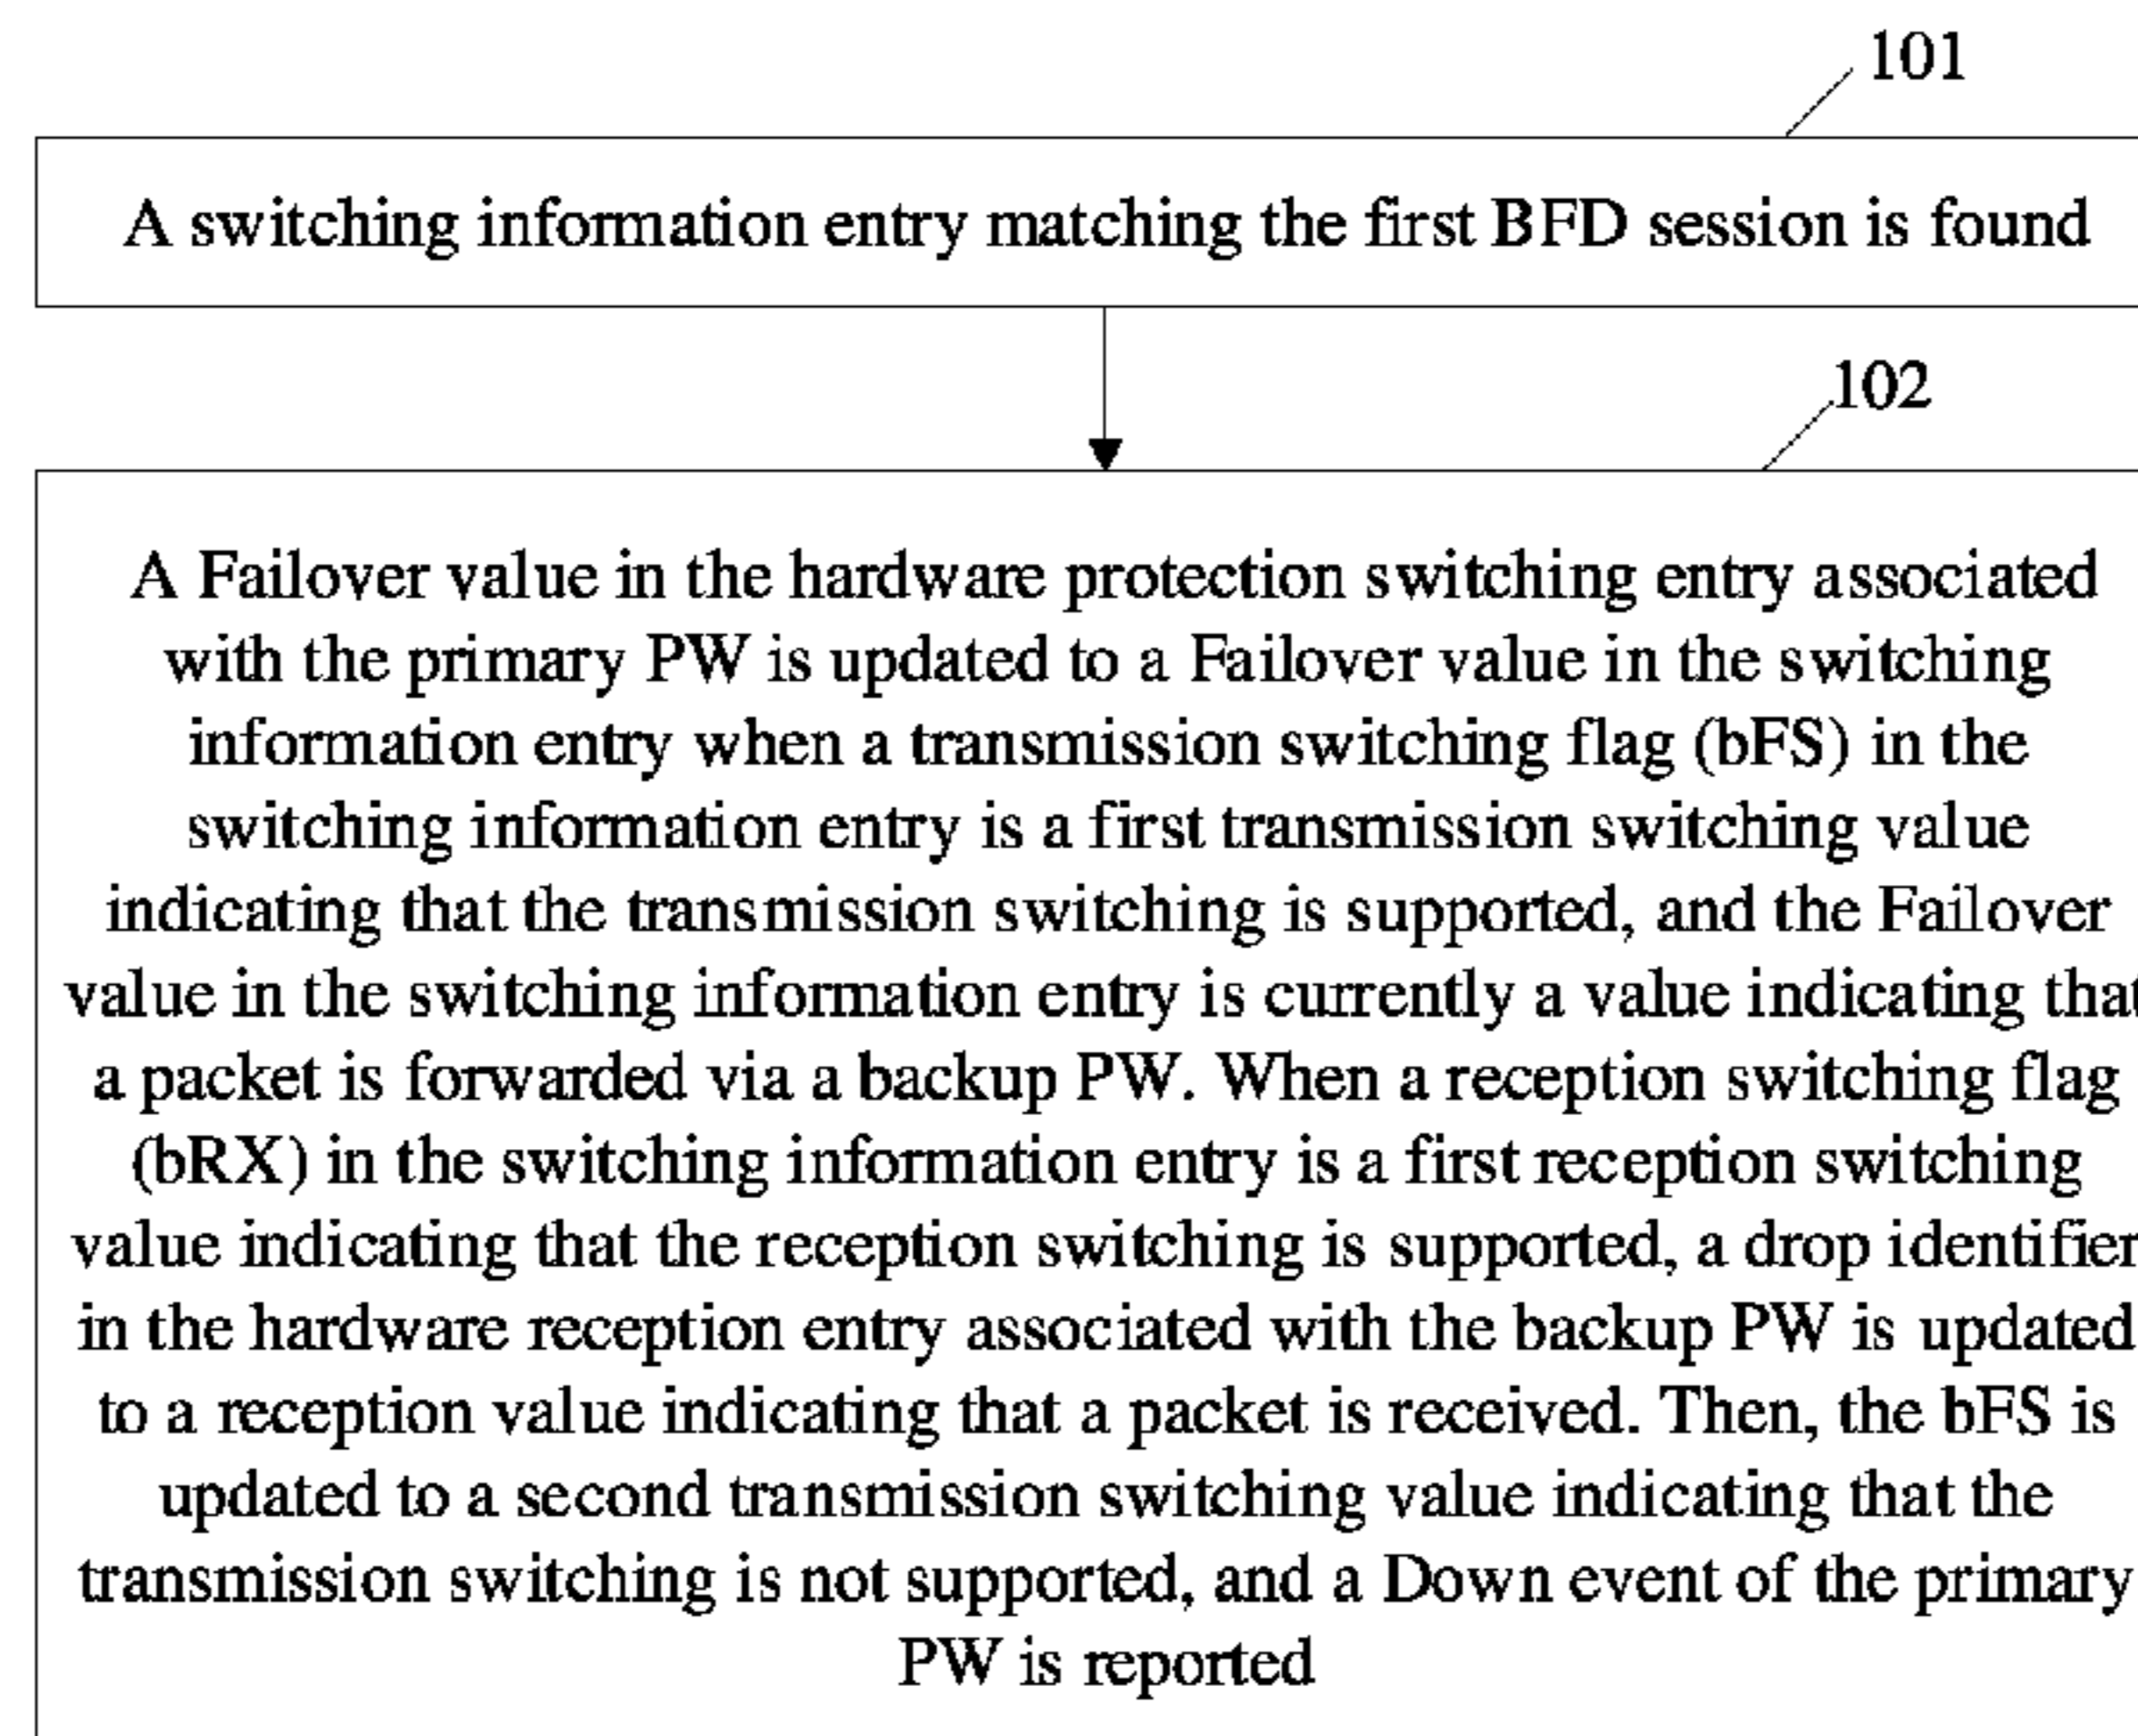 101
A switching information entry matching the first BFD session is found
102
A Failover value in the hardware protection switching entry associated
with the primary PW is updated to a Failover value in the switching
information entry when a transmission switching flag (bFS) in the
switching information entry is a first transmission switching value
indicating that the transmission switching is supported, and the Failover
value in the switching information entry is currently a value indicating that
a packet is forwarded via a backup PW. When a reception switching flag
(bRX) in the switching information entry is a first reception switching
value indicating that the reception switching is supported, a drop identifier
in the hardware reception entry associated with the backup PW is updated
to a reception value indicating that a packet is received. Then, the bFS is
updated to a second transmission switching value indicating that the
transmission switching is not supported, and a Down event of the primary
PW is reported